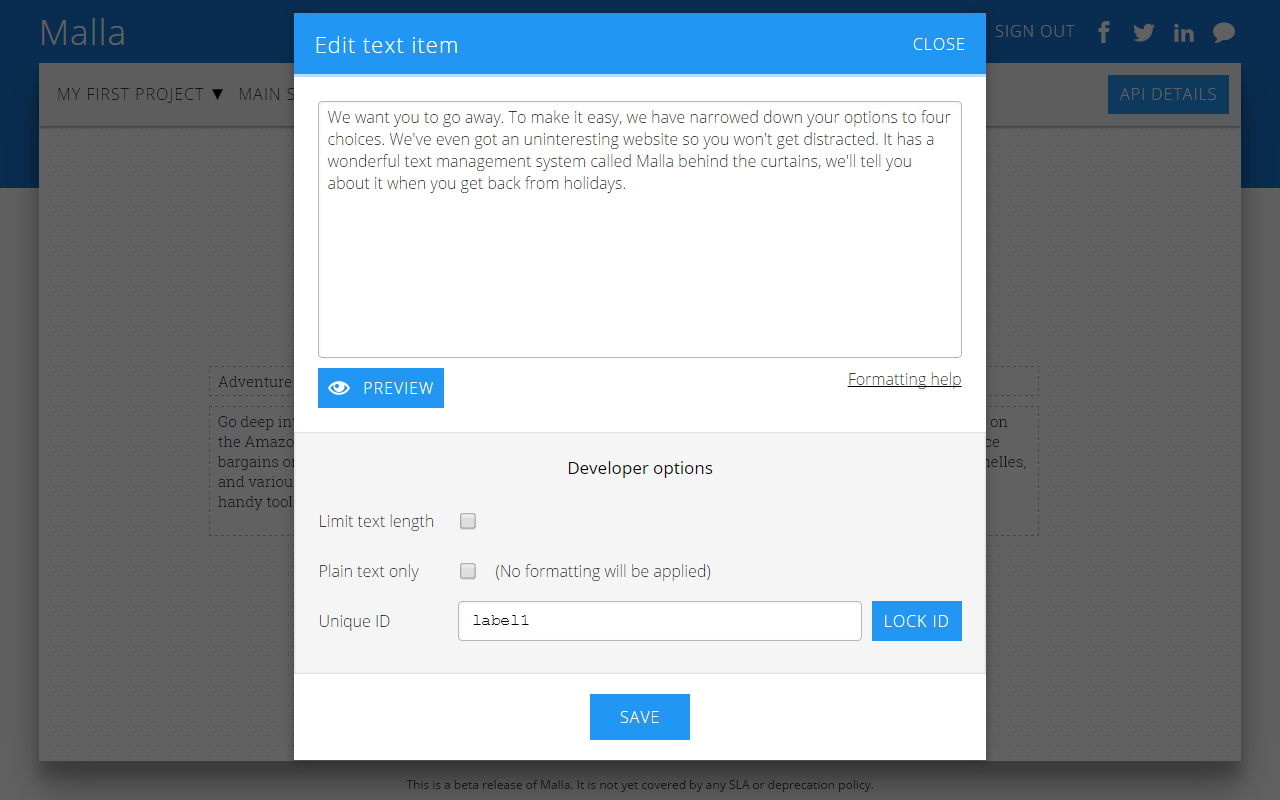 Malla
Edit text item
CLOSE
SIGN OUT
MY FIRST PROJECT ▼ MAIN S
API DETAILS
We want you to go away. To make it easy, we have narrowed down your options to four
choices. We've even got an uninteresting website so you won't get distracted. It has a
wonderful text management system called Malla behind the curtains, we'll tell you
about it when you get back from holidays.
PREVIEW
Formatting help
Adventure
Go deep in
on
the Amazo
bargains o
nelles,
and variou
handy tool
Developer options
Limit text length
Plain text only
(No formatting will be applied)
Unique ID
label1
LOCK ID
SAVE
This is a beta release of Malla. It is not yet covered by any SLA or deprecation policy.